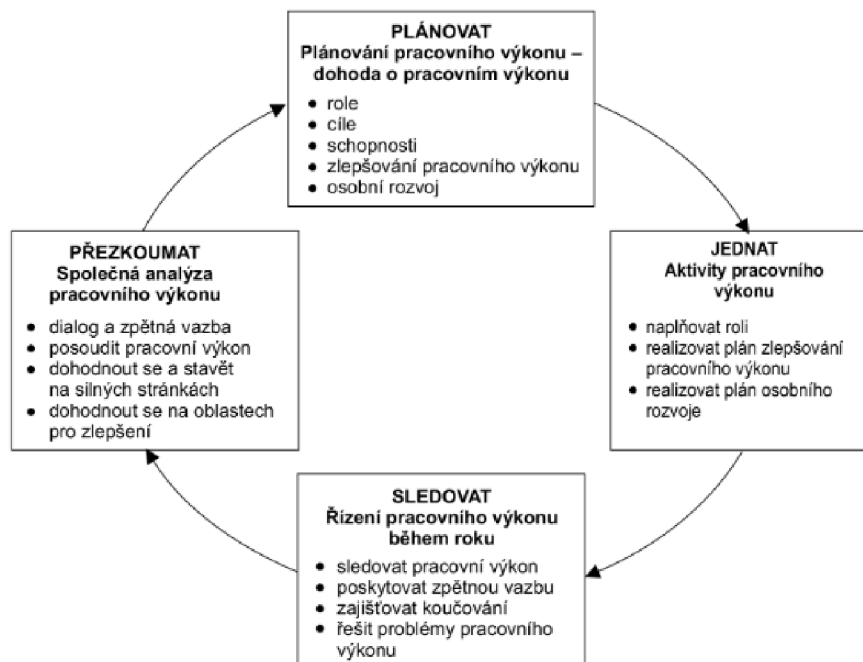 PLÁNOVAT
Plánování pracovního výkonu –
dohoda o pracovním výkonu
● role
● cíle
● schopnosti
● zlepšování pracovního výkonu
● osobní rozvoj
JEDNAT
Aktivity pracovního
výkonu
● naplňovat roli
● realizovat plán zlepšování
pracovního výkonu
● realizovat plán osobního
rozvoje
SLEDOVAT
Řízení pracovního výkonu
během roku
● sledovat pracovní výkon
● poskytovat zpětnou vazbu
● zajišťovat koučování
● řešit problémy pracovního
výkonu
PŘEZKOUMAT
Společná analýza
pracovního výkonu
● dialog a zpětná vazba
● posoudit pracovní výkon
● dohodnout se a stavět
na silných stránkách
● dohodnout se na oblastech
pro zlepšení